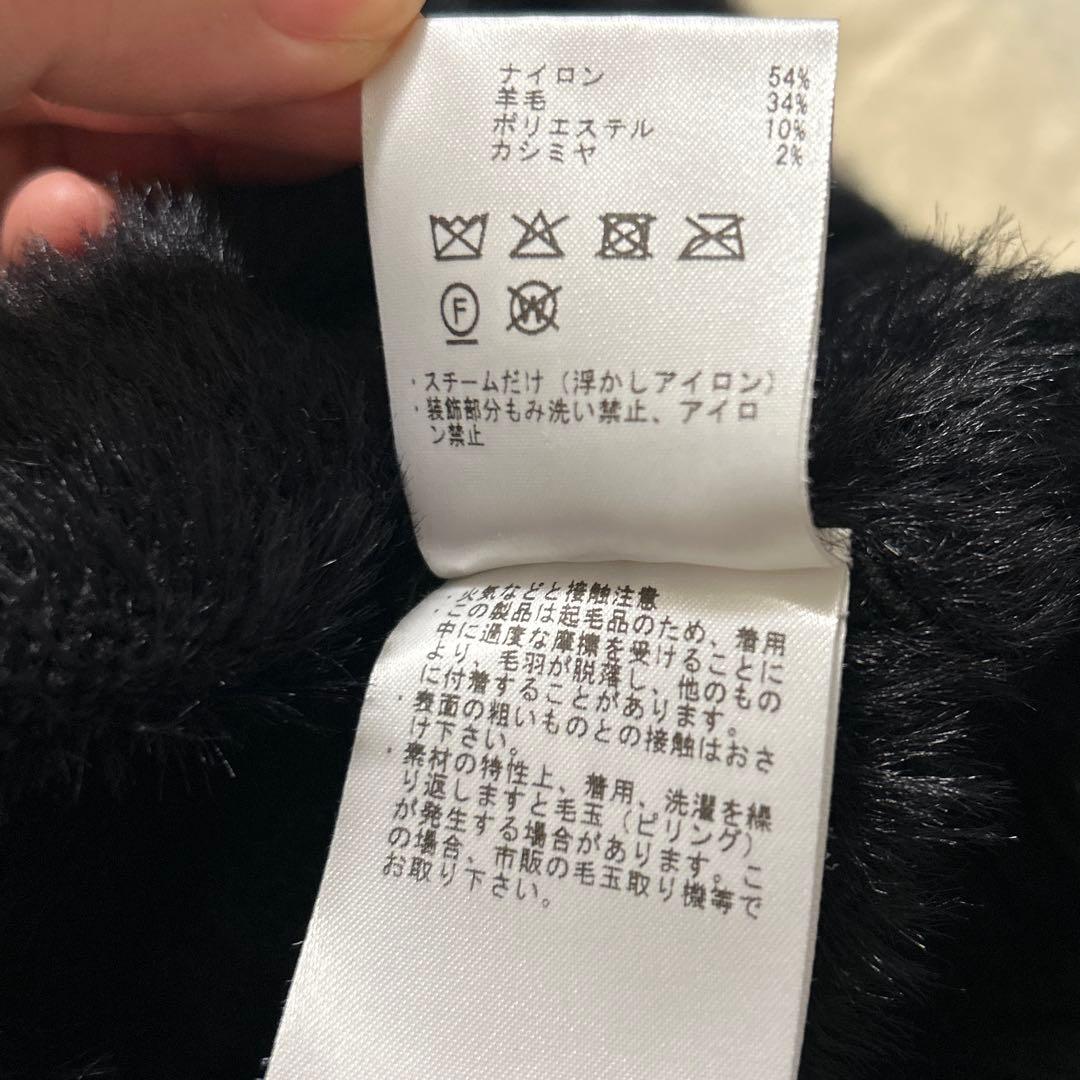 ナイロン 54%
羊毛 34%
ポリエステル 10%
カシミヤ 2%
F W
・スチームだけ（浮かしアイロン）
・装飾部分もみ洗い禁止、アイロ
ン禁止
・火気などと接触注意
・この製品は起毛品のため、着用
中に過度な摩擦を受けることに
より、毛羽が脱落し、他のもの
に付着することがあります。
・表面の粗いものとの接触はおさ
け下さい。
・素材の特性上、着用、洗濯を繰
り返しますと毛玉（ピリング）
が発生する場合があります。こ
の場合、市販の毛玉取り機等で
お取り下さい。